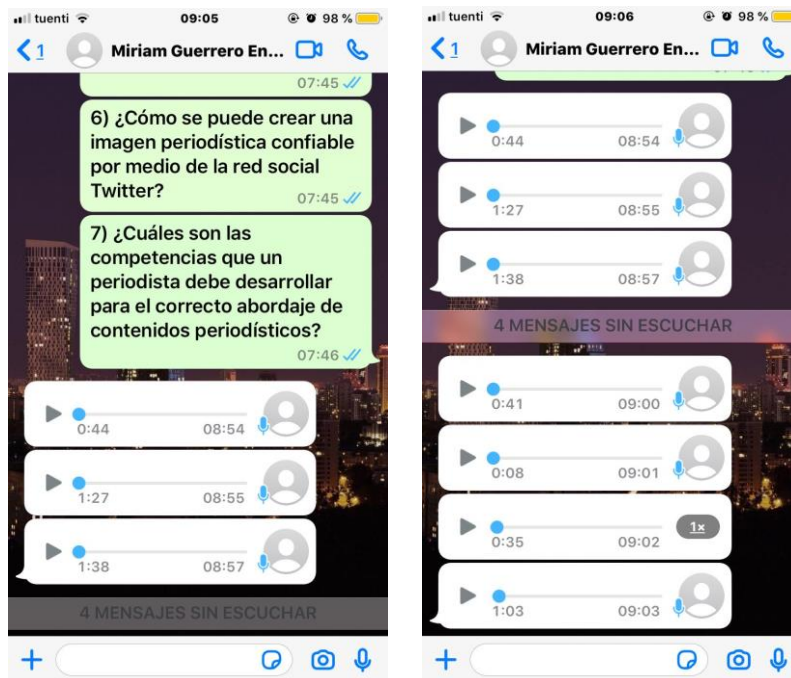 tuenti 09:05 98 %
1 Miriam Guerrero En...
07:45
6) ¿Cómo se puede crear una
imagen periodística confiable
por medio de la red social
Twitter?
07:45
7) ¿Cuáles son las
competencias que un
periodista debe desarrollar
para el correcto abordaje de
contenidos periodísticos?
07:46
0:44 08:54
1:27 08:55
1:38 08:57
4 MENSAJES SIN ESCUCHAR
tuenti 09:06 98 %
1 Miriam Guerrero En...
0:44 08:54
1:27 08:55
1:38 08:57
4 MENSAJES SIN ESCUCHAR
0:41 09:00
0:08 09:01
1x
0:35 09:02
1:03 09:03